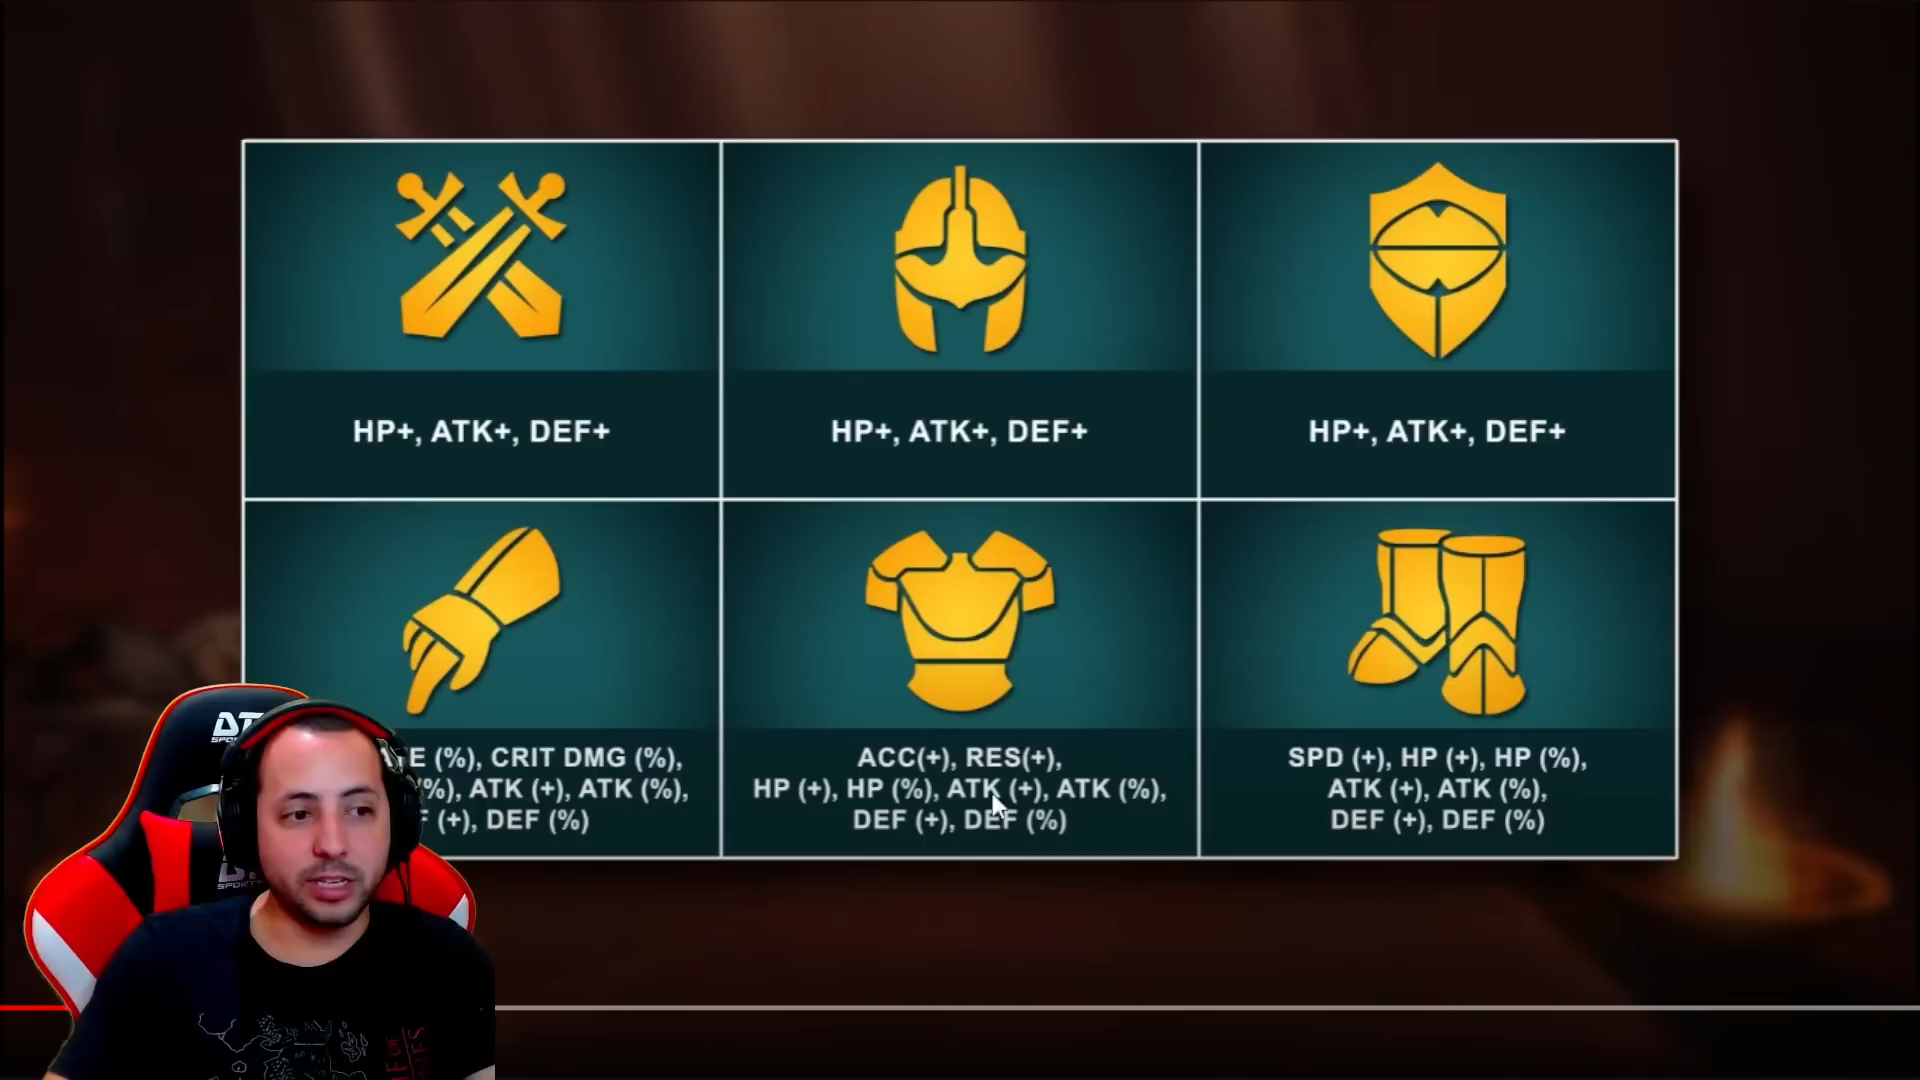 HP+, ATK+, DEF+
HP+, ATK+, DEF+
HP+, ATK+, DEF+
(%), CRIT DMG (%),
(%), ATK (+), ATK (%),
(+), DEF (%)
ACC(+), RES(+),
HP (+), HP (%), ATK (+), ATK (%),
DEF (+), DEF (%)
SPD (+), HP (+), HP (%),
ATK (+), ATK (%),
DEF (+), DEF (%)